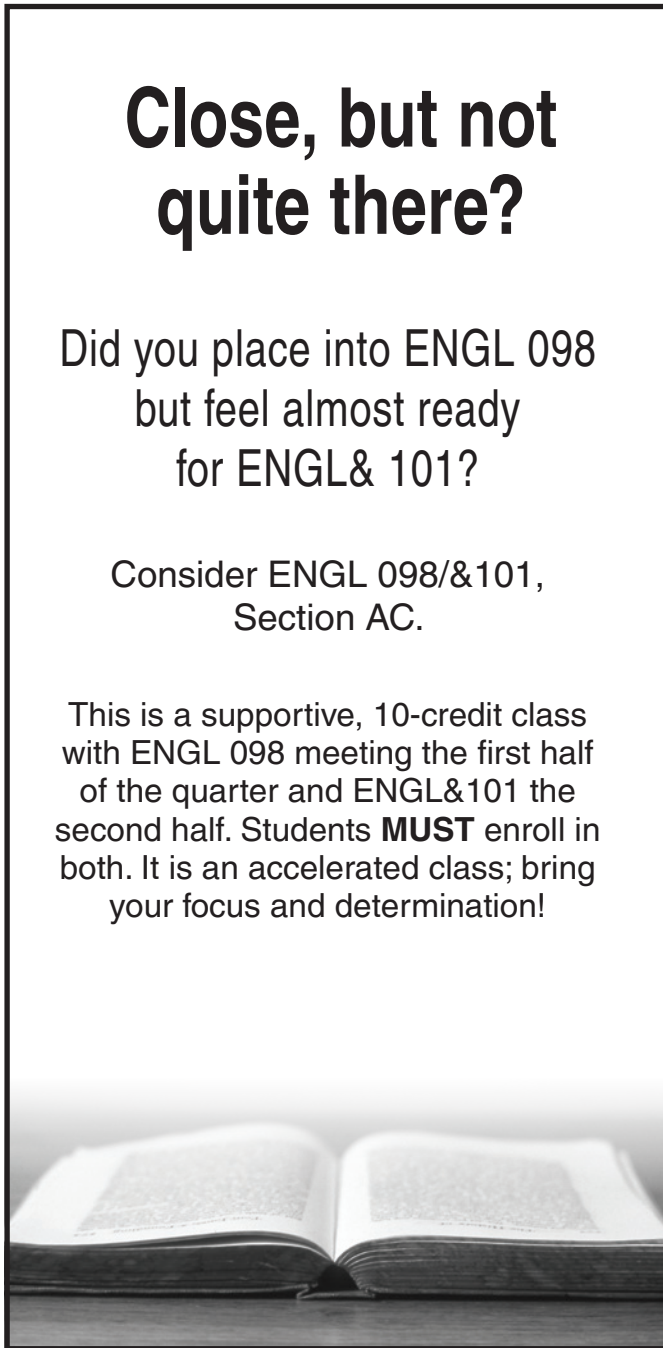 Close, but not
quite there?
Did you place into ENGL 098
but feel almost ready
for ENGL& 101?
Consider ENGL 098/&101,
Section AC.
This is a supportive, 10-credit class
with ENGL 098 meeting the first half
of the quarter and ENGL&101 the
second half. Students MUST enroll in
both. It is an accelerated class; bring
your focus and determination!